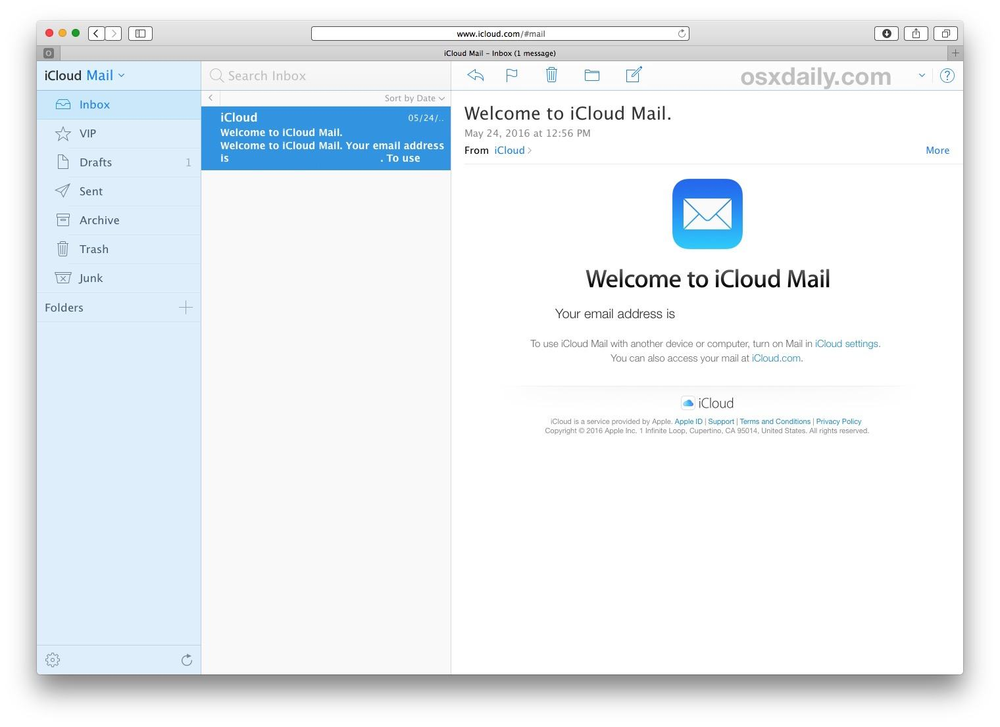 www.icloud.com/#mail
O
iCloud Mail – Inbox (1 message)
iCloud Mail
Search Inbox
osxdaily.com
?
Inbox
VIP
Drafts 1
Sent
Archive
Trash
Junk
Folders
Sort by Date
iCloud 05/24/..
Welcome to iCloud Mail.
Welcome to iCloud Mail. Your email address
is . To use
Welcome to iCloud Mail.
May 24, 2016 at 12:56 PM
From iCloud
More
Welcome to iCloud Mail
Your email address is
To use iCloud Mail with another device or computer, turn on Mail in iCloud settings.
You can also access your mail at iCloud.com.
iCloud
iCloud is a service provided by Apple. Apple ID | Support | Terms and Conditions | Privacy Policy
Copyright © 2016 Apple Inc. 1 Infinite Loop, Cupertino, CA 95014, United States. All rights reserved.